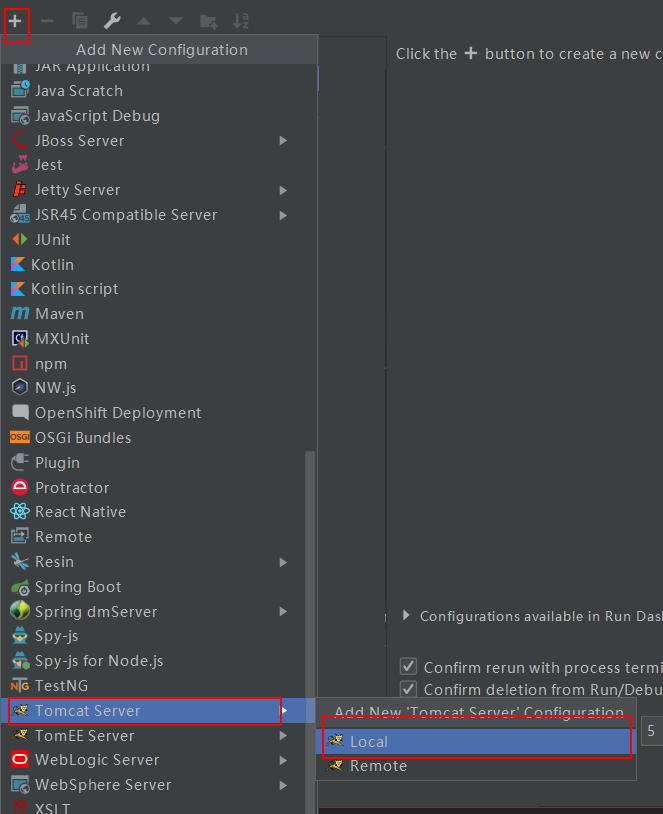 Add New Configuration
Click the + button to create a new c
JAR Application
Java Scratch
JavaScript Debug
JBoss Server
Jest
Jetty Server
JSR45 Compatible Server
JUnit
Kotlin
Kotlin script
Maven
MXUnit
npm
NW.js
OpenShift Deployment
OSGi Bundles
Plugin
Protractor
React Native
Remote
Resin
Spring Boot
Spring dmServer
Spy-js
Spy-js for Node.js
TestNG
Tomcat Server
TomEE Server
WebLogic Server
WebSphere Server
XSLT
Configurations available in Run Das
Confirm rerun with process termi
Confirm deletion from Run/Debu
Add New 'Tomcat Server' Configuration
Local
Remote
5